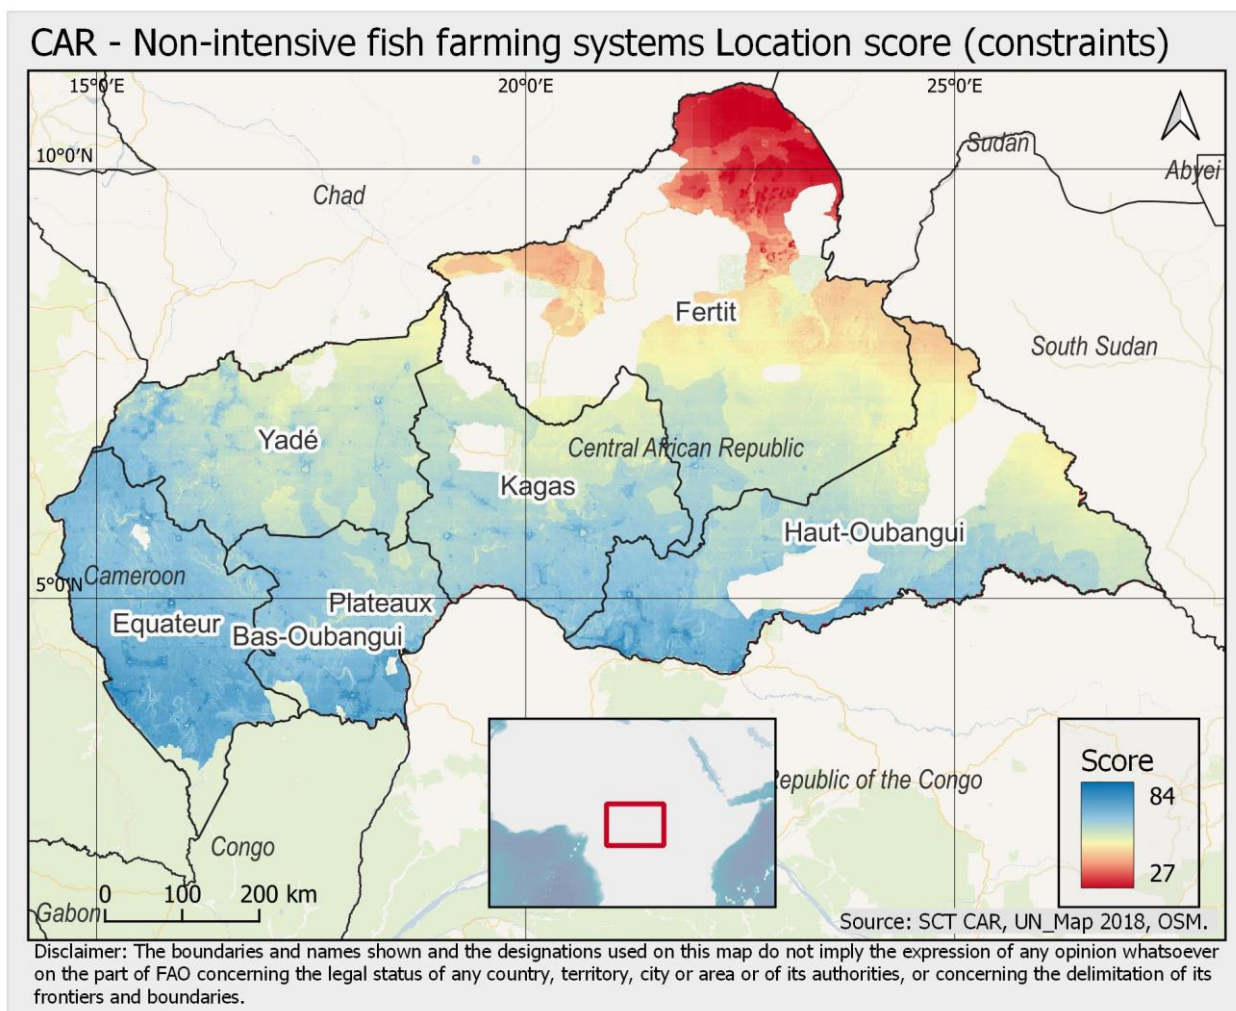 CAR - Non-intensive fish farming systems Location score (constraints)
15°0'E
20°0'E
25°0'E
10°0'N
Sudan
Abyei
Chad
Fertit
South Sudan
Yadé
Central African Republic
Kagas
Haut-Oubangui
5°0'N
Cameroon
Plateaux
Equateur
Bas-Oubangui
Score
84
27
Republic of the Congo
Congo
0 100 200 km
Gabon
Source: SCT CAR, UN_Map 2018, OSM.
Disclaimer: The boundaries and names shown and the designations used on this map do not imply the expression of any opinion whatsoever
on the part of FAO concerning the legal status of any country, territory, city or area or of its authorities, or concerning the delimitation of its
frontiers and boundaries.